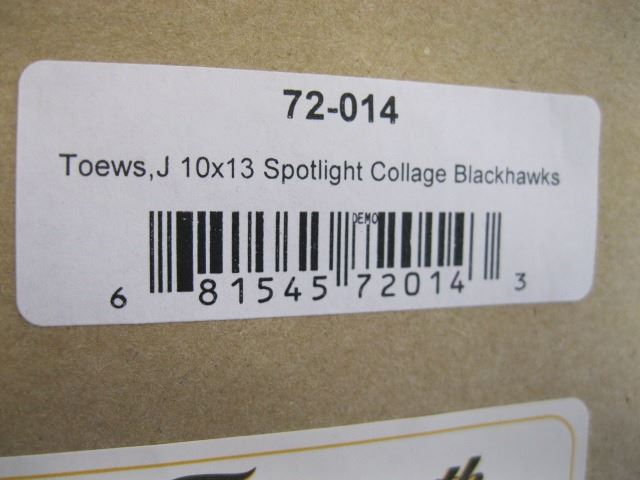 72-014
Toews,J 10x13 Spotlight Collage Blackhawks
DEMO
6 81545 72014 3